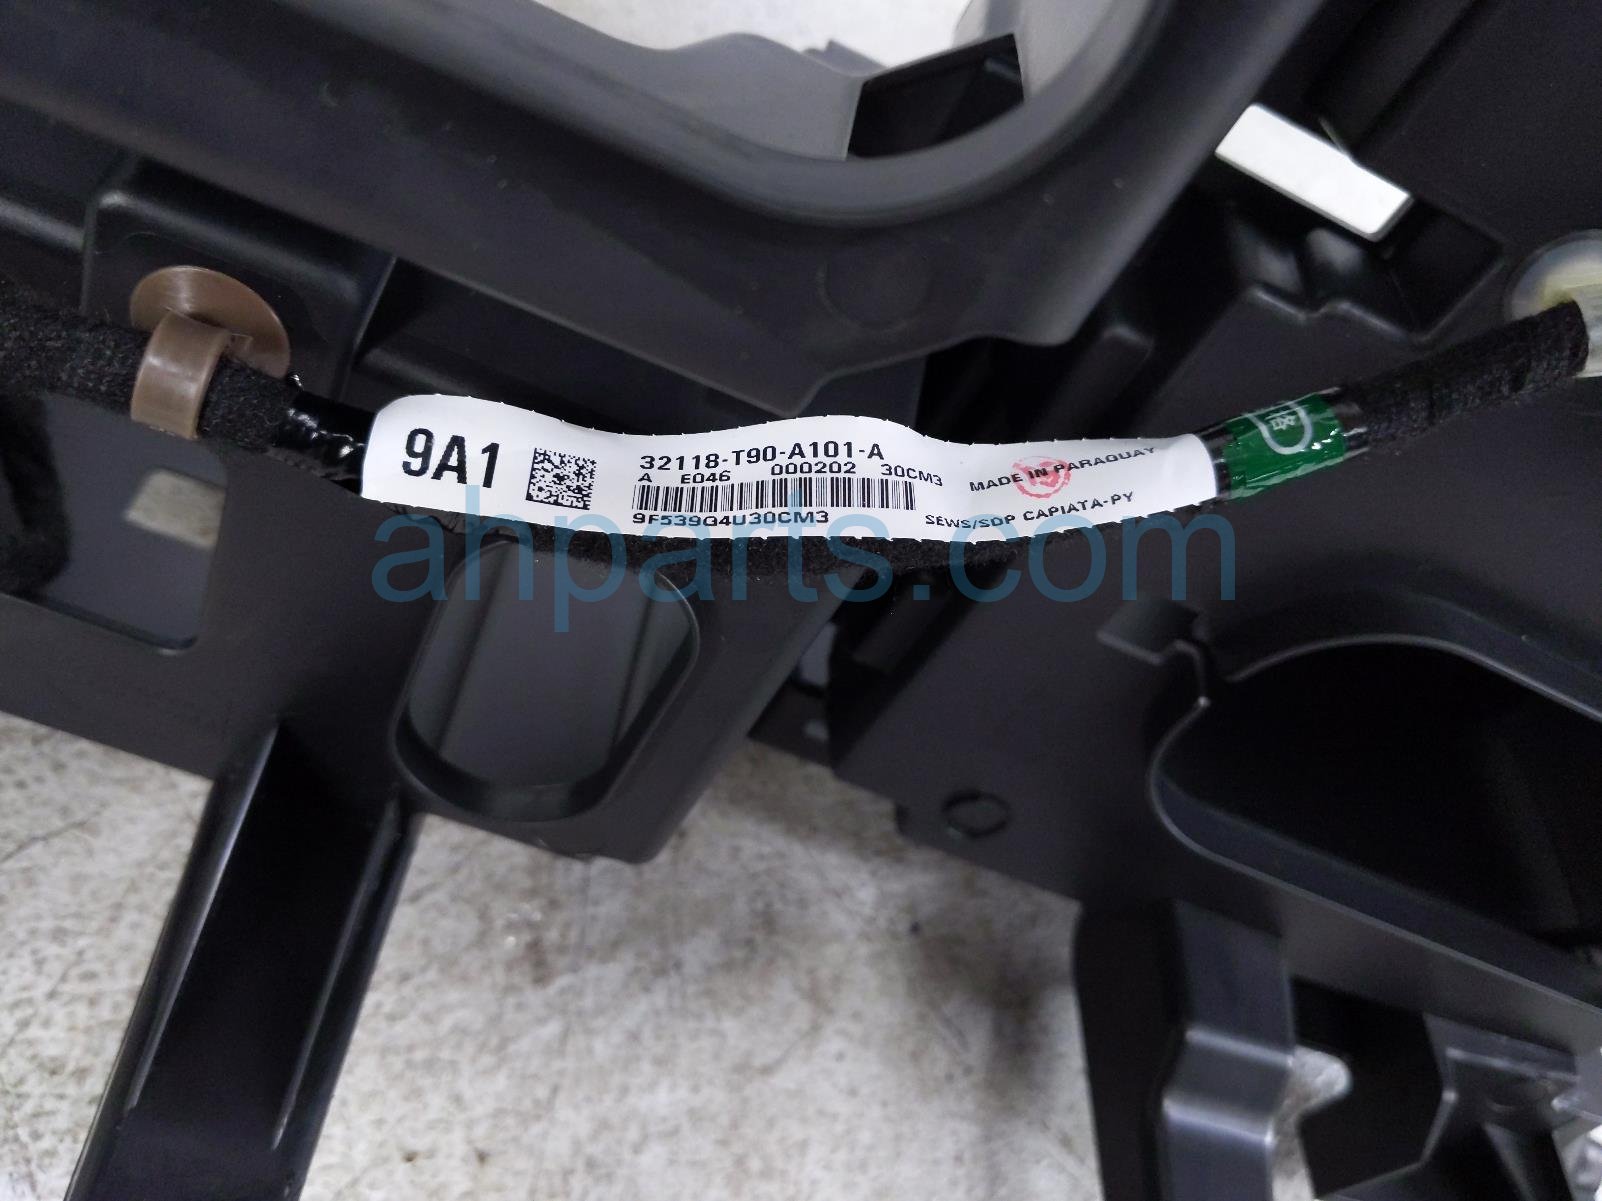 9A1
32118-T90-A101-A
A E046 000202 30CM3
9F539Q4U30CM3
MADE IN PARAGUAY
SEWS/SDP CAPIATA-PY
ahparts.com